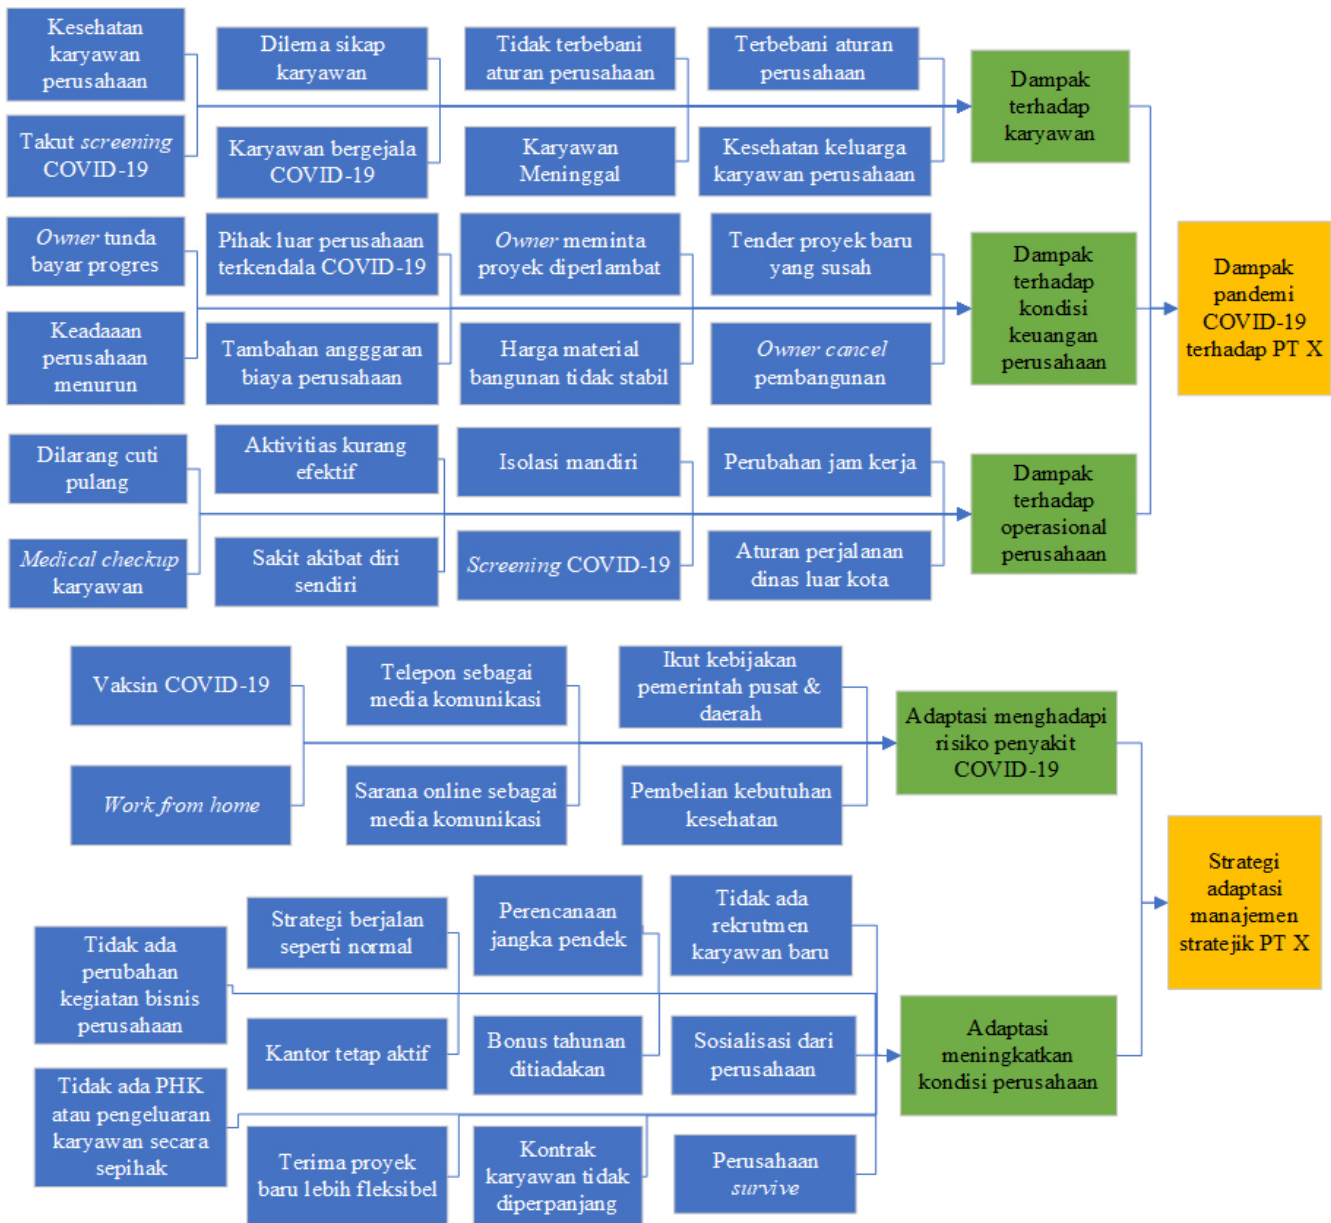 Kesehatan
karyawan
perusahaan
Dilema sikap
karyawan
Tidak terbebani
aturan perusahaan
Terbebani aturan
perusahaan
Takut screening
COVID-19
Karyawan bergejala
COVID-19
Karyawan
Meninggal
Kesehatan keluarga
karyawan perusahaan
Dampak
terhadap
karyawan
Owner tunda
bayar progres
Pihak luar perusahaan
terkendala COVID-19
Owner meminta
proyek diperlambat
Tender proyek baru
yang susah
Keadaaan
perusahaan
menurun
Tambahan angggaran
biaya perusahaan
Harga material
bangunan tidak stabil
Owner cancel
pembangunan
Dampak
terhadap
kondisi
keuangan
perusahaan
Dampak
pandemi
COVID-19
terhadap PT X
Dilarang cuti
pulang
Aktivitias kurang
efektif
Isolasi mandiri
Perubahan jam kerja
Medical checkup
karyawan
Sakit akibat diri
sendiri
Screening COVID-19
Aturan perjalanan
dinas luar kota
Dampak
terhadap
operasional
perusahaan
Vaksin COVID-19
Telepon sebagai
media komunikasi
Ikut kebijakan
pemerintah pusat &
daerah
Work from home
Sarana online sebagai
media komunikasi
Pembelian kebutuhan
kesehatan
Adaptasi menghadapi
risiko penyakit
COVID-19
Strategi
adaptasi
manajemen
stratejik PT X
Tidak ada
perubahan
kegiatan bisnis
perusahaan
Strategi berjalan
seperti normal
Perencanaan
jangka pendek
Tidak ada
rekrutmen
karyawan baru
Kantor tetap aktif
Bonus tahunan
ditiadakan
Sosialisasi dari
perusahaan
Adaptasi
meningkatkan
kondisi perusahaan
Tidak ada PHK
atau pengeluaran
karyawan secara
sepihak
Terima proyek
baru lebih fleksibel
Kontrak
karyawan tidak
diperpanjang
Perusahaan
survive